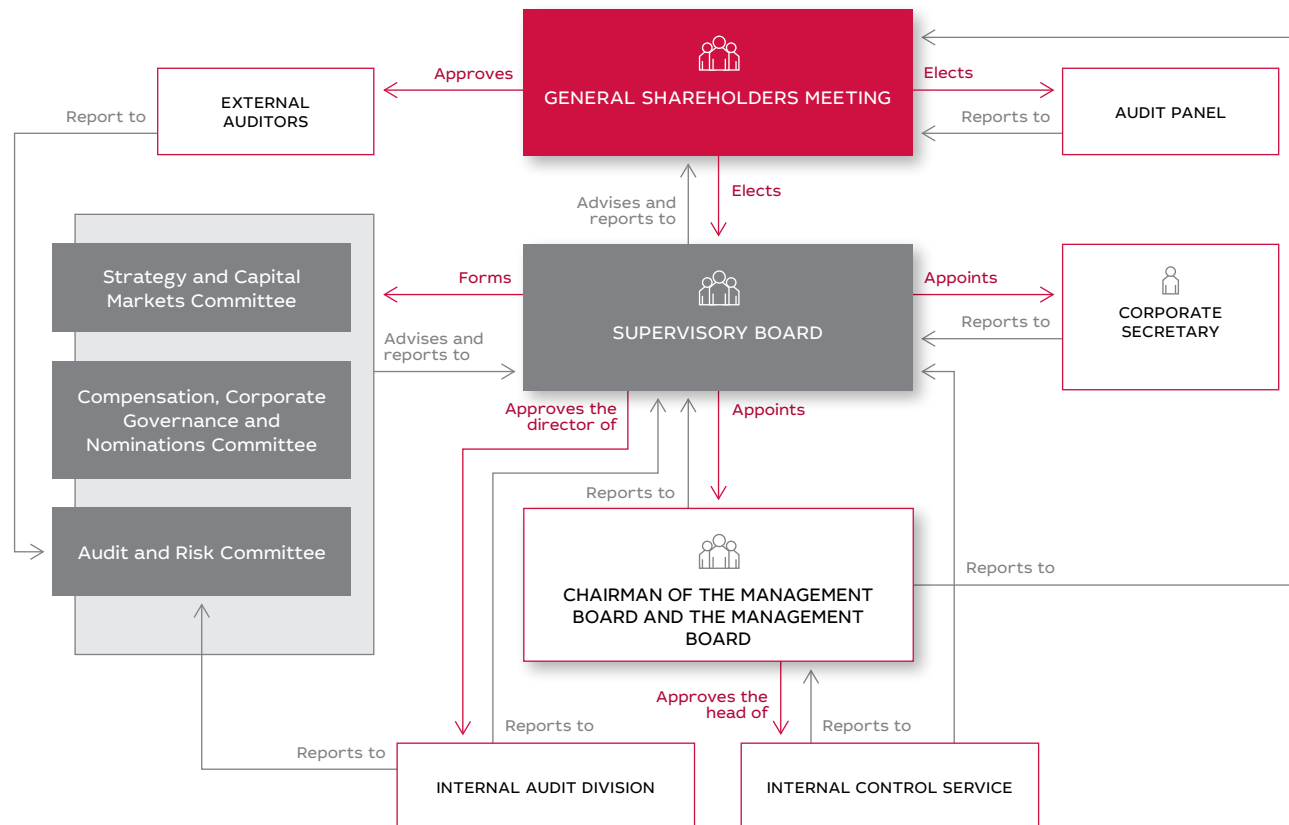 Approves
GENERAL SHAREHOLDERS MEETING
Elects
EXTERNAL
AUDITORS
Report to
Reports to
AUDIT PANEL
Advises and
reports to
Elects
Strategy and Capital
Markets Committee
Forms
SUPERVISORY BOARD
Appoints
Reports to
CORPORATE
SECRETARY
Advises and
reports to
Compensation, Corporate
Governance and
Nominations Committee
Approves the
director of
Appoints
Reports to
Audit and Risk Committee
CHAIRMAN OF THE MANAGEMENT
BOARD AND THE MANAGEMENT
BOARD
Reports to
Approves the
head of
Reports to
Reports to
Reports to
INTERNAL AUDIT DIVISION
INTERNAL CONTROL SERVICE